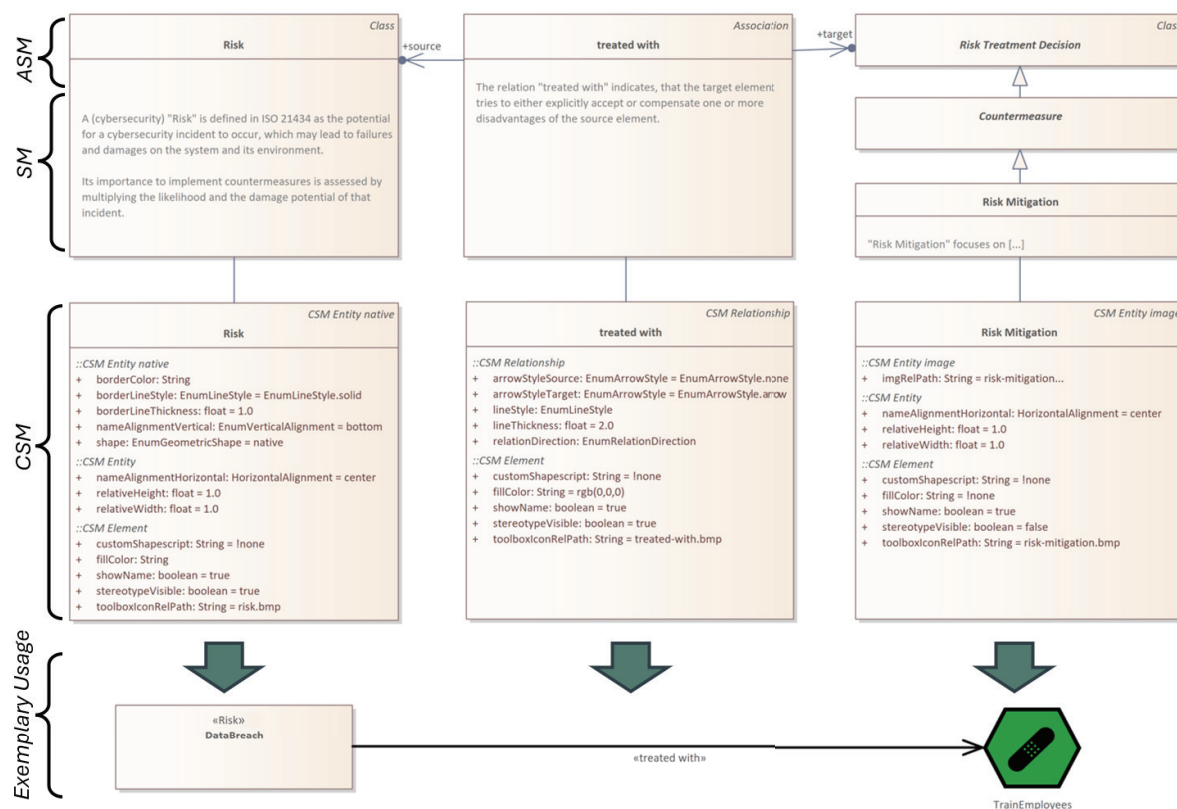 ASM
Class
Risk
+source
Association
treated with
+target
Clas
Risk Treatment Decision
SM
A (cybersecurity) "Risk" is defined in ISO 21434 as the potential
for a cybersecurity incident to occur, which may lead to failures
and damages on the system and its environment.
Its importance to implement countermeasures is assessed by
multiplying the likelihood and the damage potential of that
incident.
The relation "treated with" indicates, that the target element
tries to either explicitly accept or compensate one or more
disadvantages of the source element.
Countermeasure
Risk Mitigation
"Risk Mitigation" focuses on [...]
CSM
CSM Entity native
Risk
::CSM Entity native
+ borderColor: String
+ borderLineStyle: EnumLineStyle = EnumLineStyle.solid
+ borderLineThickness: float = 1.0
+ nameAlignmentVertical: EnumVerticalAlignment = bottom
+ shape: EnumGeometricShape = native
::CSM Entity
+ nameAlignmentHorizontal: HorizontalAlignment = center
+ relativeHeight: float = 1.0
+ relativeWidth: float = 1.0
::CSM Element
+ customShapescript: String = !none
+ fillColor: String
+ showName: boolean = true
+ stereotypeVisible: boolean = true
+ toolboxIconRelPath: String = risk.bmp
CSM Relationship
treated with
::CSM Relationship
+ arrowStyleSource: EnumArrowStyle = EnumArrowStyle.none
+ arrowStyleTarget: EnumArrowStyle = EnumArrowStyle.arrow
+ lineStyle: EnumLineStyle
+ lineThickness: float = 2.0
+ relationDirection: EnumRelationDirection
::CSM Element
+ customShapescript: String = !none
+ fillColor: String = rgb(0,0,0)
+ showName: boolean = true
+ stereotypeVisible: boolean = true
+ toolboxIconRelPath: String = treated-with.bmp
CSM Entity image
Risk Mitigation
::CSM Entity image
+ imgRelPath: String = risk-mitigation...
::CSM Entity
+ nameAlignmentHorizontal: HorizontalAlignment = center
+ relativeHeight: float = 1.0
+ relativeWidth: float = 1.0
::CSM Element
+ customShapescript: String = !none
+ fillColor: String = !none
+ showName: boolean = true
+ stereotypeVisible: boolean = false
+ toolboxIconRelPath: String = risk-mitigation.bmp
Exemplary Usage
«Risk»
DataBreach
«treated with»
TrainEmployees